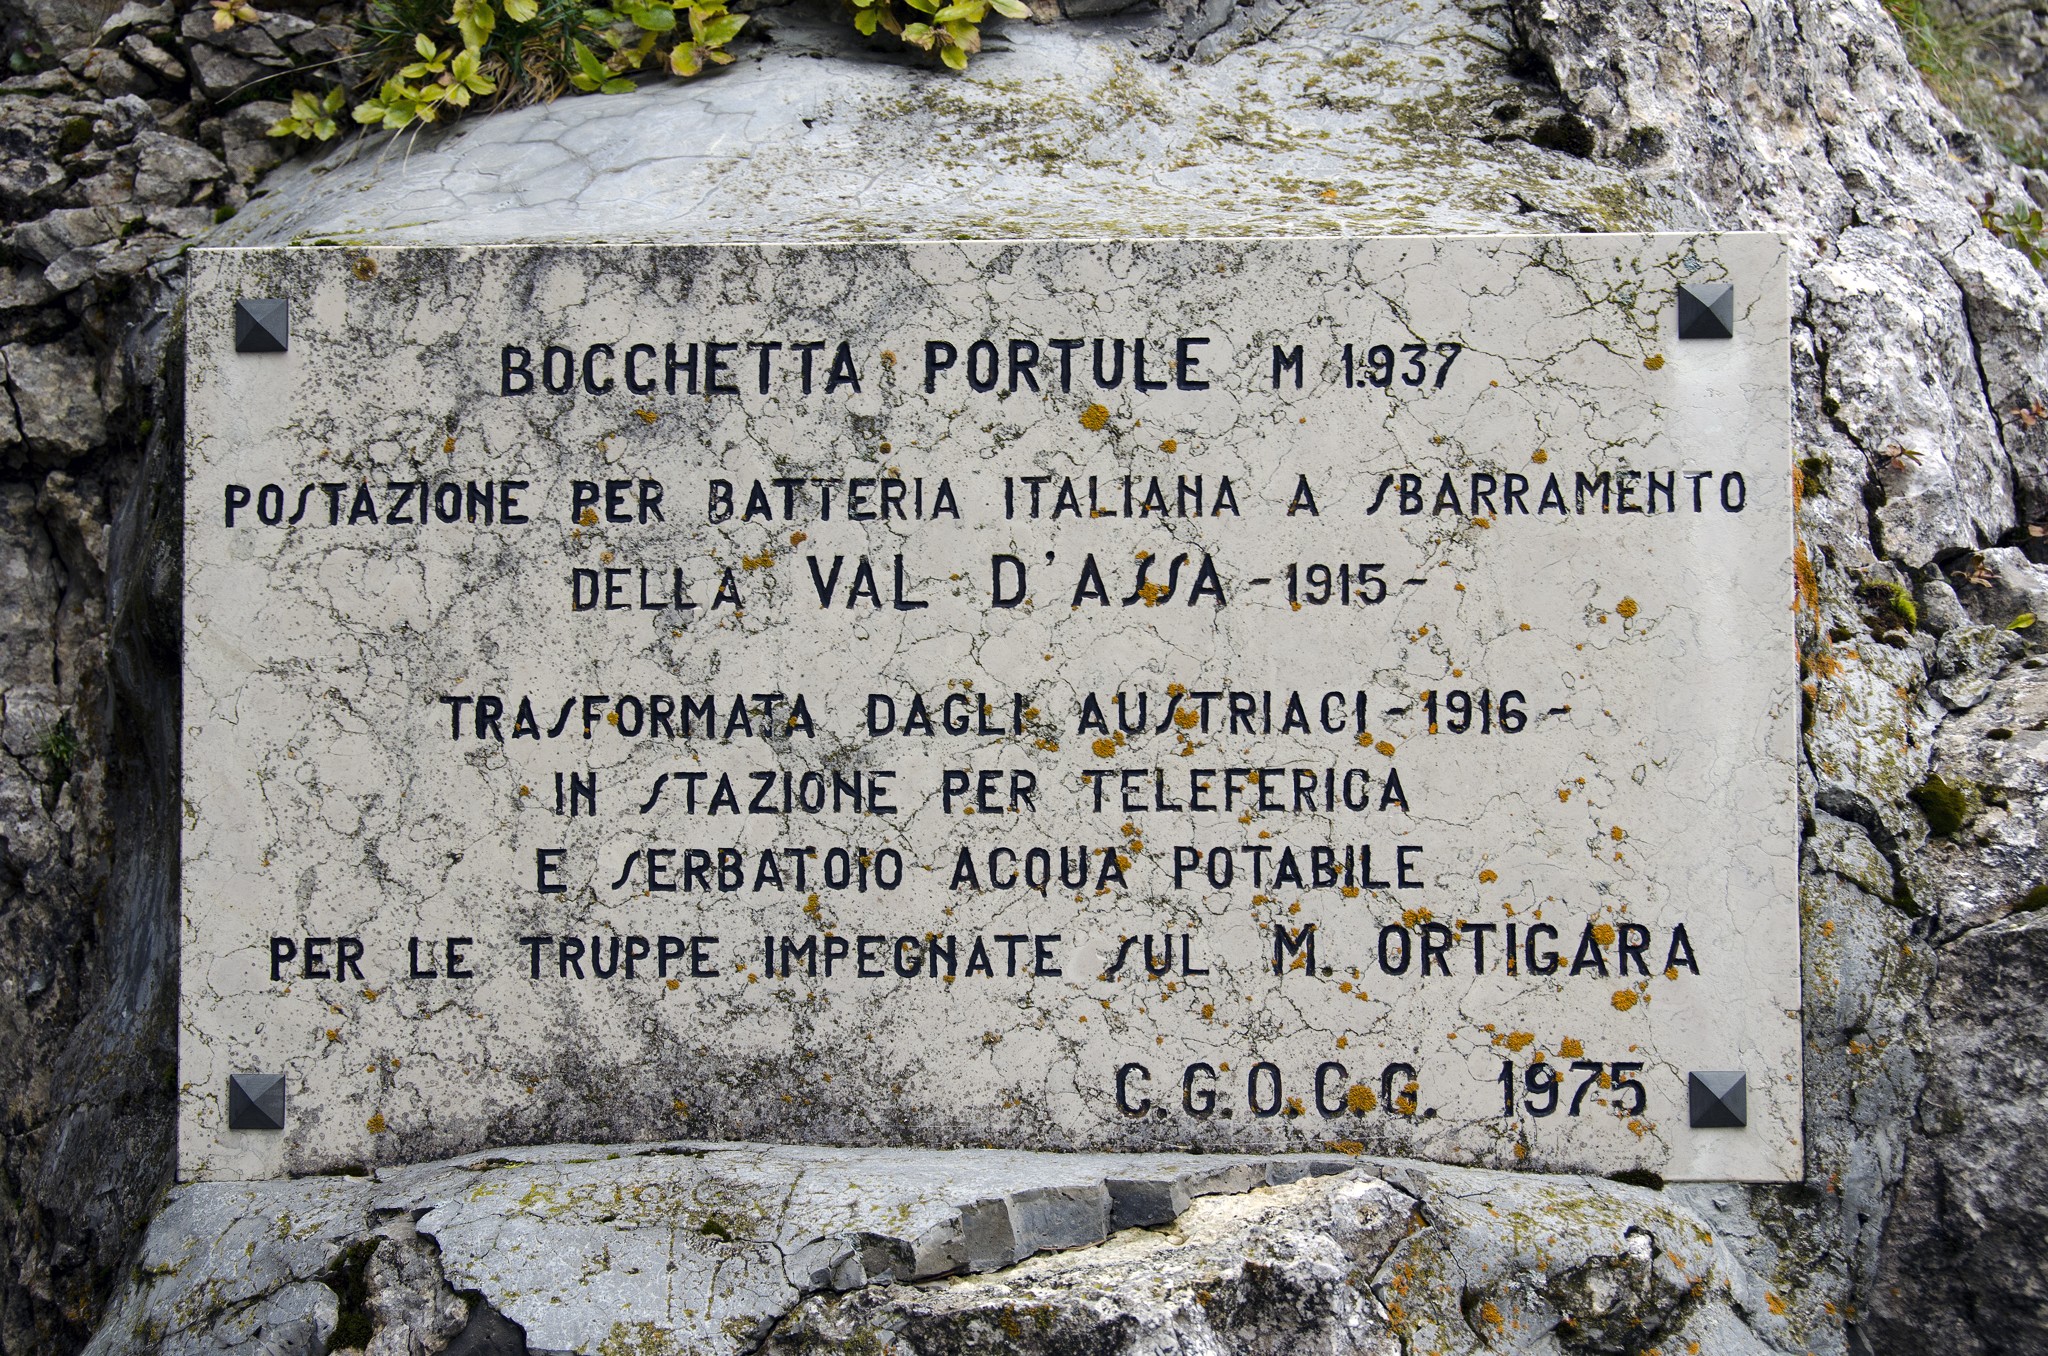 BOCCHETTA PORTULE M 1.937
POSTAZIONE PER BATTERIA ITALIANA A SBARRAMENTO
DELLA VAL D'ASSA - 1915 -
TRASFORMATA DAGLI AUSTRIACI - 1916 -
IN STAZIONE PER TELEFERICA
E SERBATOIO ACQUA POTABILE
PER LE TRUPPE IMPEGNATE SUL M. ORTIGARA
C.G.O.C.G. 1975